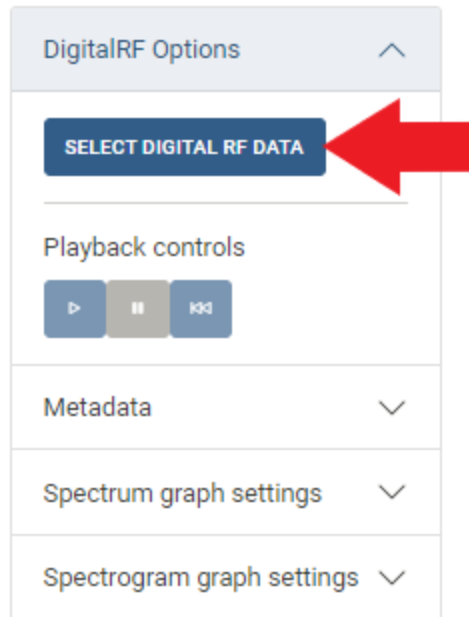 DigitalRF Options
SELECT DIGITAL RF DATA
Playback controls
Metadata
Spectrum graph settings
Spectrogram graph settings